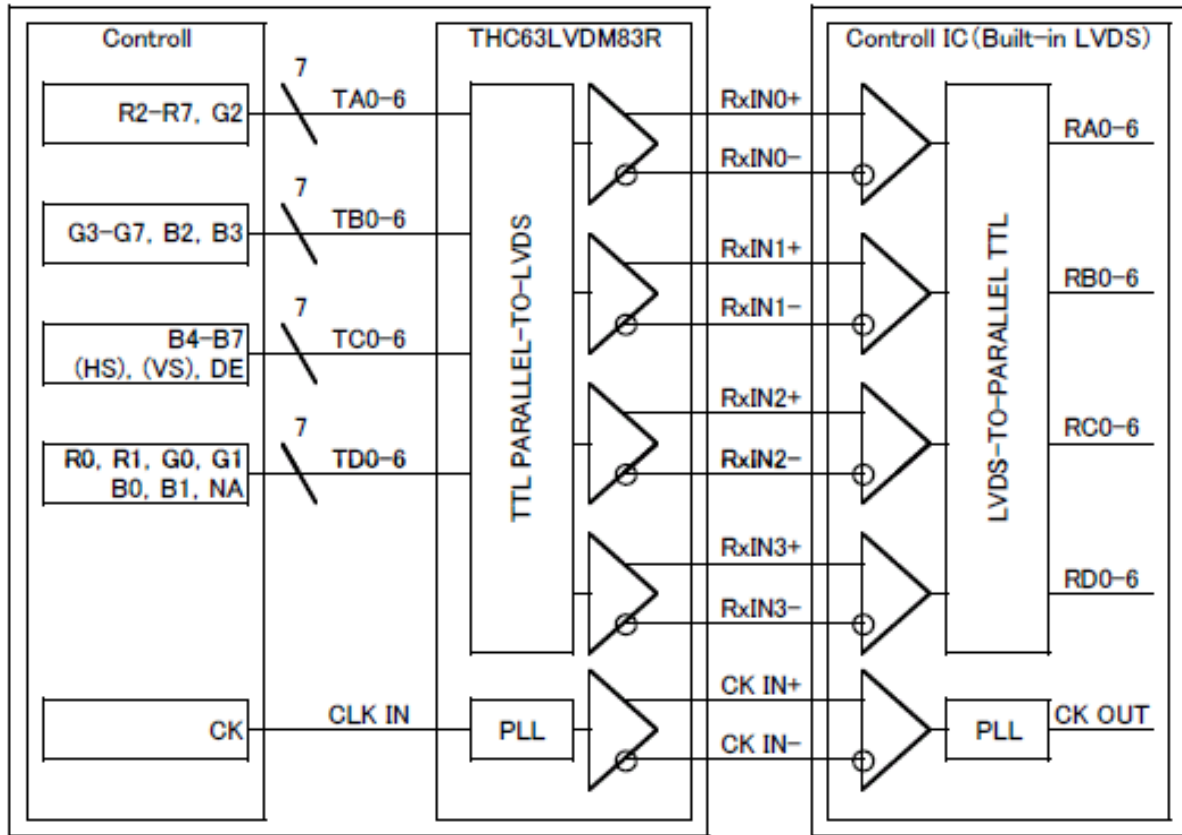 Controll
THC63LVDM83R
Controll IC(Built-in LVDS)
R2-R7, G2
7
TA0-6
G3-G7, B2, B3
7
TB0-6
B4-B7
(HS), (VS), DE
7
TC0-6
R0, R1, G0, G1
B0, B1, NA
7
TD0-6
CK
CLK IN
TTL PARALLEL-TO-LVDS
PLL
RxIN0+
RxIN0-
RxIN1+
RxIN1-
RxIN2+
RxIN2-
RxIN3+
RxIN3-
CK IN+
CK IN-
LVDS-TO-PARALLEL TTL
PLL
RA0-6
RB0-6
RC0-6
RD0-6
CK OUT